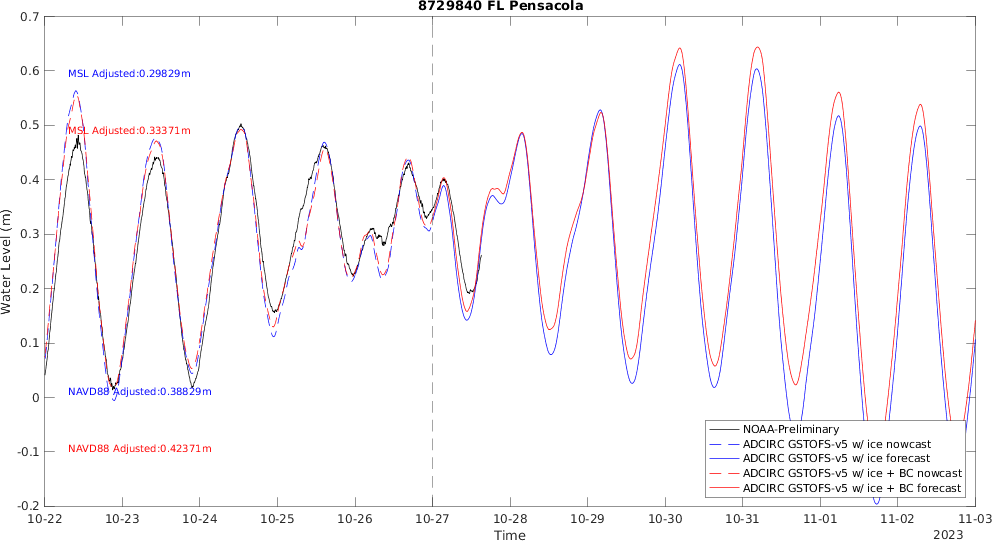 8729840 FL Pensacola
0.7
0.6
0.5
0.4
0.3
0.2
0.1
0
-0.1
-0.2
Water Level (m)
MSL Adjusted:0.29829m
MSL Adjusted:0.33371m
NAVD88 Adjusted:0.38829m
NAVD88 Adjusted:0.42371m
NOAA-Preliminary
ADCIRC GSTOFS-v5 w/ ice nowcast
ADCIRC GSTOFS-v5 w/ ice forecast
ADCIRC GSTOFS-v5 w/ ice + BC nowcast
ADCIRC GSTOFS-v5 w/ ice + BC forecast
10-22 10-23 10-24 10-25 10-26 10-27 10-28 10-29 10-30 10-31 11-01 11-02 11-03
Time
2023